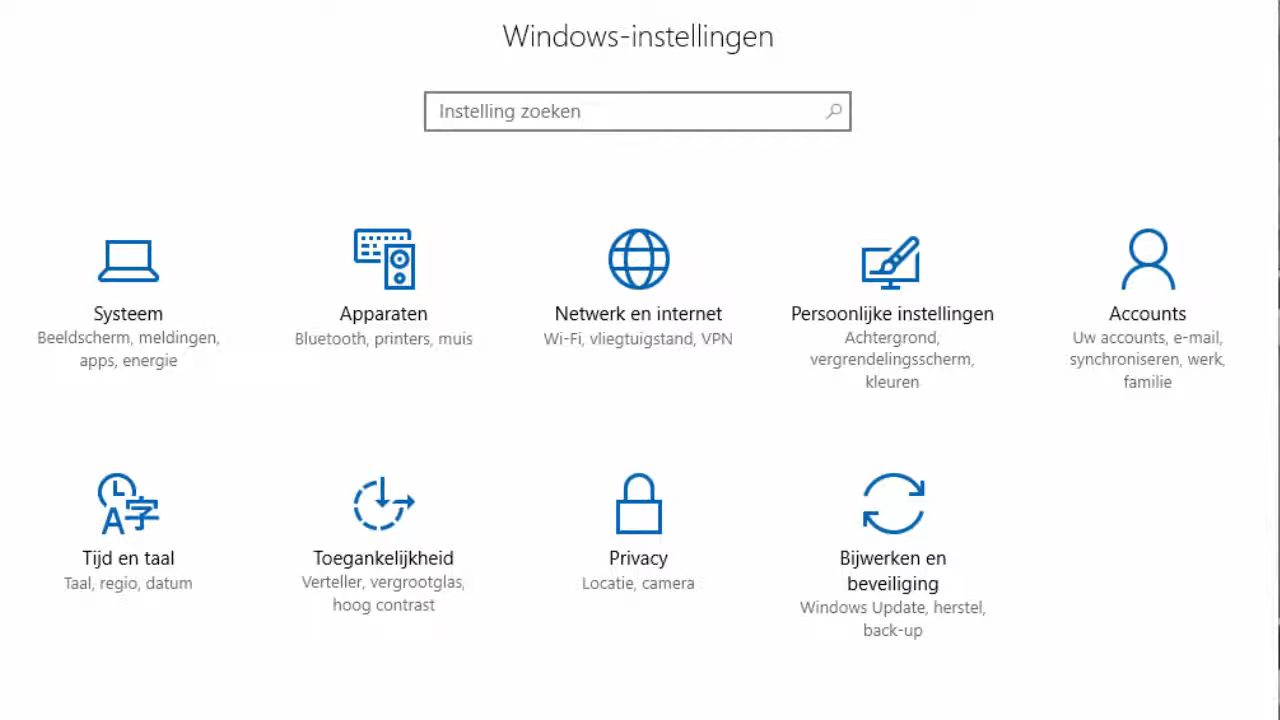 Windows-instellingen
Instelling zoeken
Systeem
Beeldscherm, meldingen,
apps, energie
Apparaten
Bluetooth, printers, muis
Netwerk en internet
Wi-Fi, vliegtuigstand, VPN
Persoonlijke instellingen
Achtergrond,
vergrendelingsscherm,
kleuren
Accounts
Uw accounts, e-mail,
synchroniseren, werk,
familie
A字
Tijd en taal
Taal, regio, datum
Toegankelijkheid
Verteller, vergrootglas,
hoog contrast
Privacy
Locatie, camera
Bijwerken en
beveiliging
Windows Update, herstel,
back-up